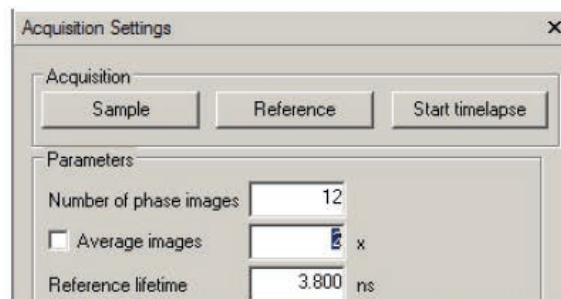 Acquisition Settings
Acquisition
Sample Reference Start timelapse
Parameters
Number of phase images 12
Average images 2 x
Reference lifetime 3.800 ns